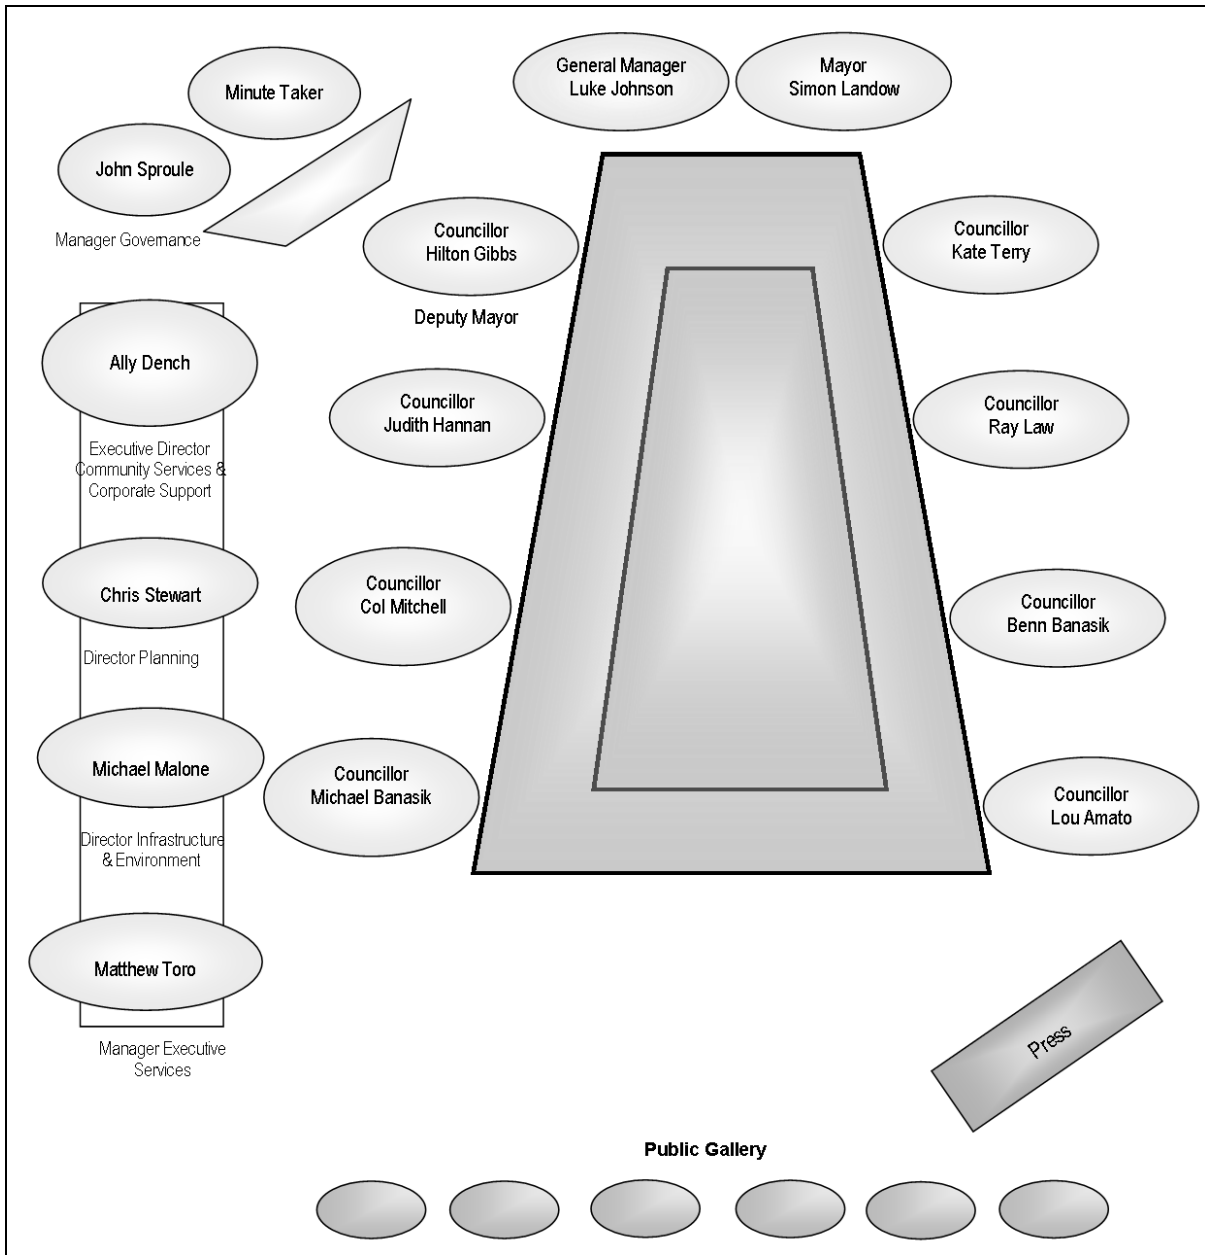 General Manager
Luke Johnson
Mayor
Simon Landow
Minute Taker
John Sproule
Manager Governance
Councillor
Hilton Gibbs
Deputy Mayor
Councillor
Kate Terry
Ally Dench
Executive Director
Community Services &
Corporate Support
Councillor
Judith Hannan
Councillor
Ray Law
Chris Stewart
Director Planning
Councillor
Col Mitchell
Councillor
Benn Banasik
Michael Malone
Director Infrastructure
& Environment
Councillor
Michael Banasik
Councillor
Lou Amato
Matthew Toro
Manager Executive
Services
Press
Public Gallery